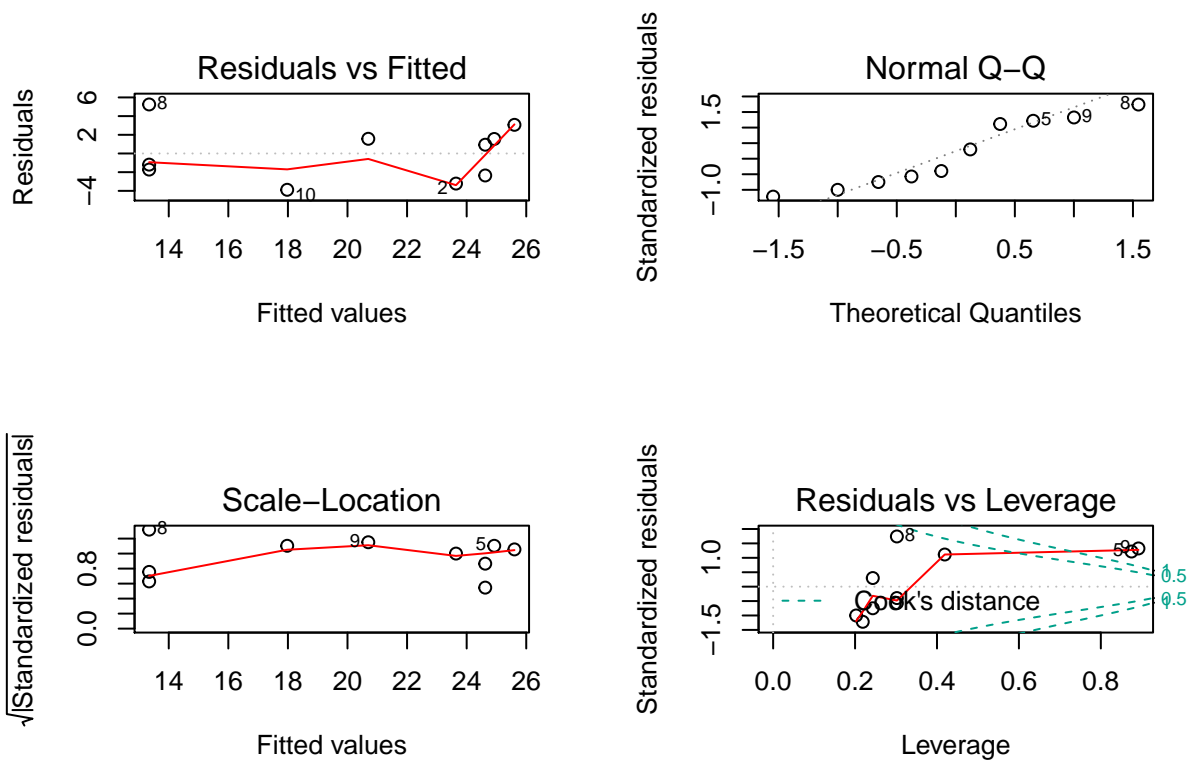 Residuals vs Fitted
Residuals
6
2
−4
8
10
2
14 16 18 20 22 24 26
Fitted values
Normal Q−Q
Standardized residuals
1.5
−1.0
8
5
9
−1.5 −0.5 0.5 1.5
Theoretical Quantiles
Scale−Location
√|Standardized residuals|
0.8
0.0
8
9
5
14 16 18 20 22 24 26
Fitted values
Residuals vs Leverage
Standardized residuals
1.0
−1.5
8
5
9
1
0.5
0.5
1
Cook's distance
0.0 0.2 0.4 0.6 0.8
Leverage